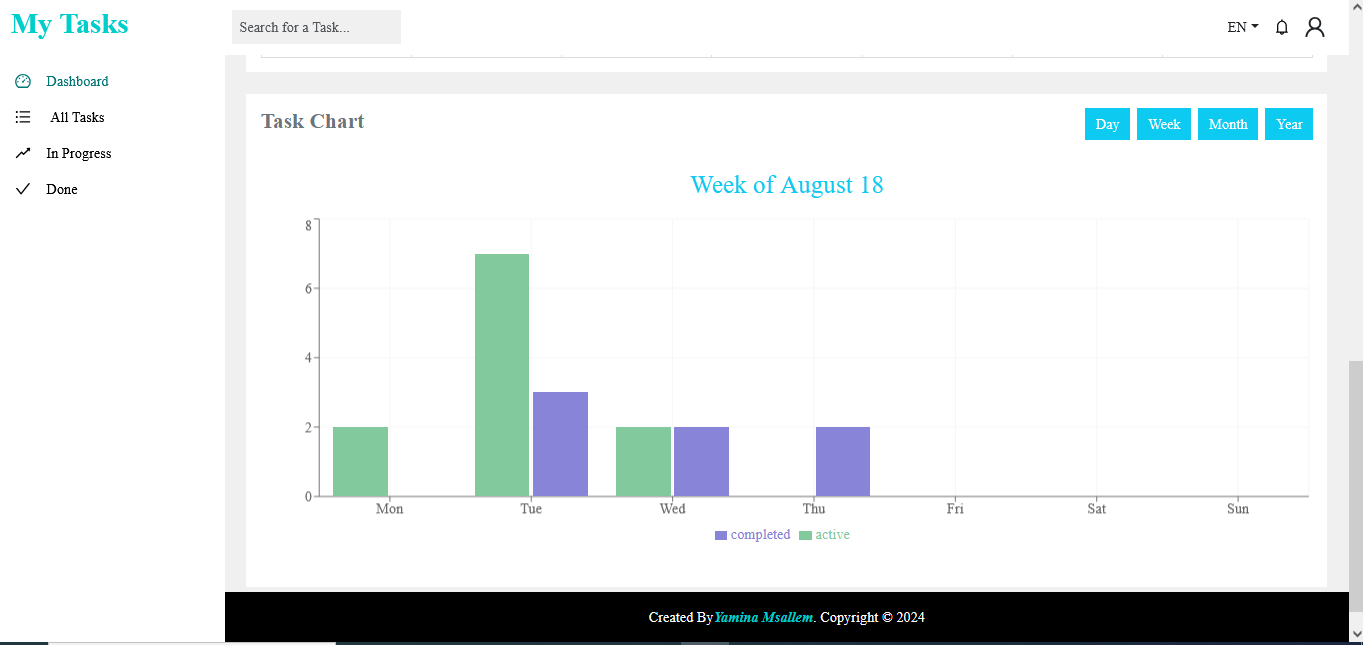 My Tasks
Search for a Task...
EN
Dashboard
All Tasks
In Progress
Done
Task Chart
Day Week Month Year
Week of August 18
8
6
4
2
0
Mon Tue Wed Thu Fri Sat Sun
completed active
Created By Yamina Msallem. Copyright © 2024